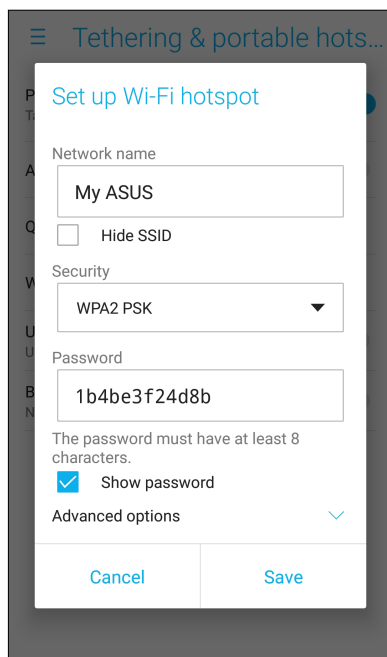 Tethering & portable hots...
Set up Wi-Fi hotspot
Network name
My ASUS
Hide SSID
Security
WPA2 PSK
Password
1b4be3f24d8b
The password must have at least 8
characters.
Show password
Advanced options
Cancel
Save